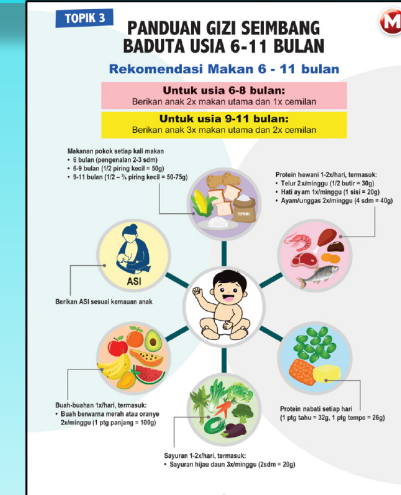 TOPIK 3
M
PANDUAN GIZI SEIMBANG
BADUTA USIA 6-11 BULAN
Rekomendasi Makan 6 - 11 bulan
Untuk usia 6-8 bulan:
Berikan anak 2x makan utama dan 1x cemilan
Untuk usia 9-11 bulan:
Berikan anak 3x makan utama dan 2x cemilan
Makanan pokok setiap kali makan
• 6 bulan (pengenalan 2-3 sdm)
• 6-9 bulan (1/2 piring kecil = 50g)
• 9-11 bulan (1/2 – ¾ piring kecil = 50-75g)
Protein hewani 1-2x/hari, termasuk:
• Telur 2x/minggu (1/2 butir = 30g)
• Hati ayam 1x/minggu (1 sisi = 20g)
• Ayam/unggas 2x/minggu (4 sdm = 40g)
ASI
Berikan ASI sesuai kemauan anak
Buah-buahan 1x/hari, termasuk:
• Buah berwarna merah atau oranye
2x/minggu (1 ptg panjang = 100g)
Protein nabati setiap hari
(1 ptg tahu = 32g, 1 ptg tempe = 26g)
Sayuran 1-2x/hari, termasuk:
• Sayuran hijau daun 3x/minggu (2sdm = 20g)